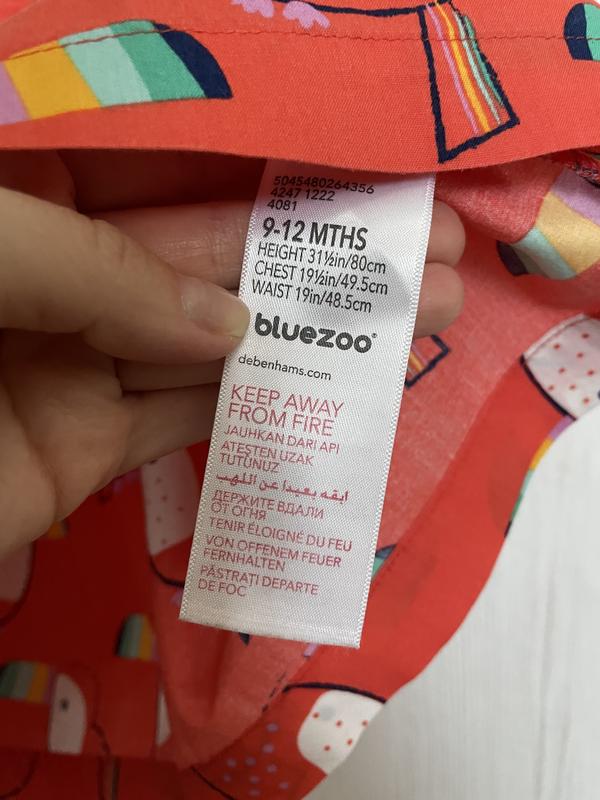 5045480264356
4247 1222
4081
9-12 MTHS
HEIGHT 31½in/80cm
CHEST 19½in/49.5cm
WAIST 19in/48.5cm
bluezoo®
debenhams.com
KEEP AWAY
FROM FIRE
JAUHKAN DARI API
ATEŞTEN UZAK
TUTUNUZ
ابقه بعيدا عن اللهب
ДЕРЖИТЕ ВДАЛИ
ОТ ОГНЯ
TENIR ÉLOIGNÉ DU FEU
VON OFFENEM FEUER
FERNHALTEN
PĂSTRAȚI DEPARTE
DE FOC